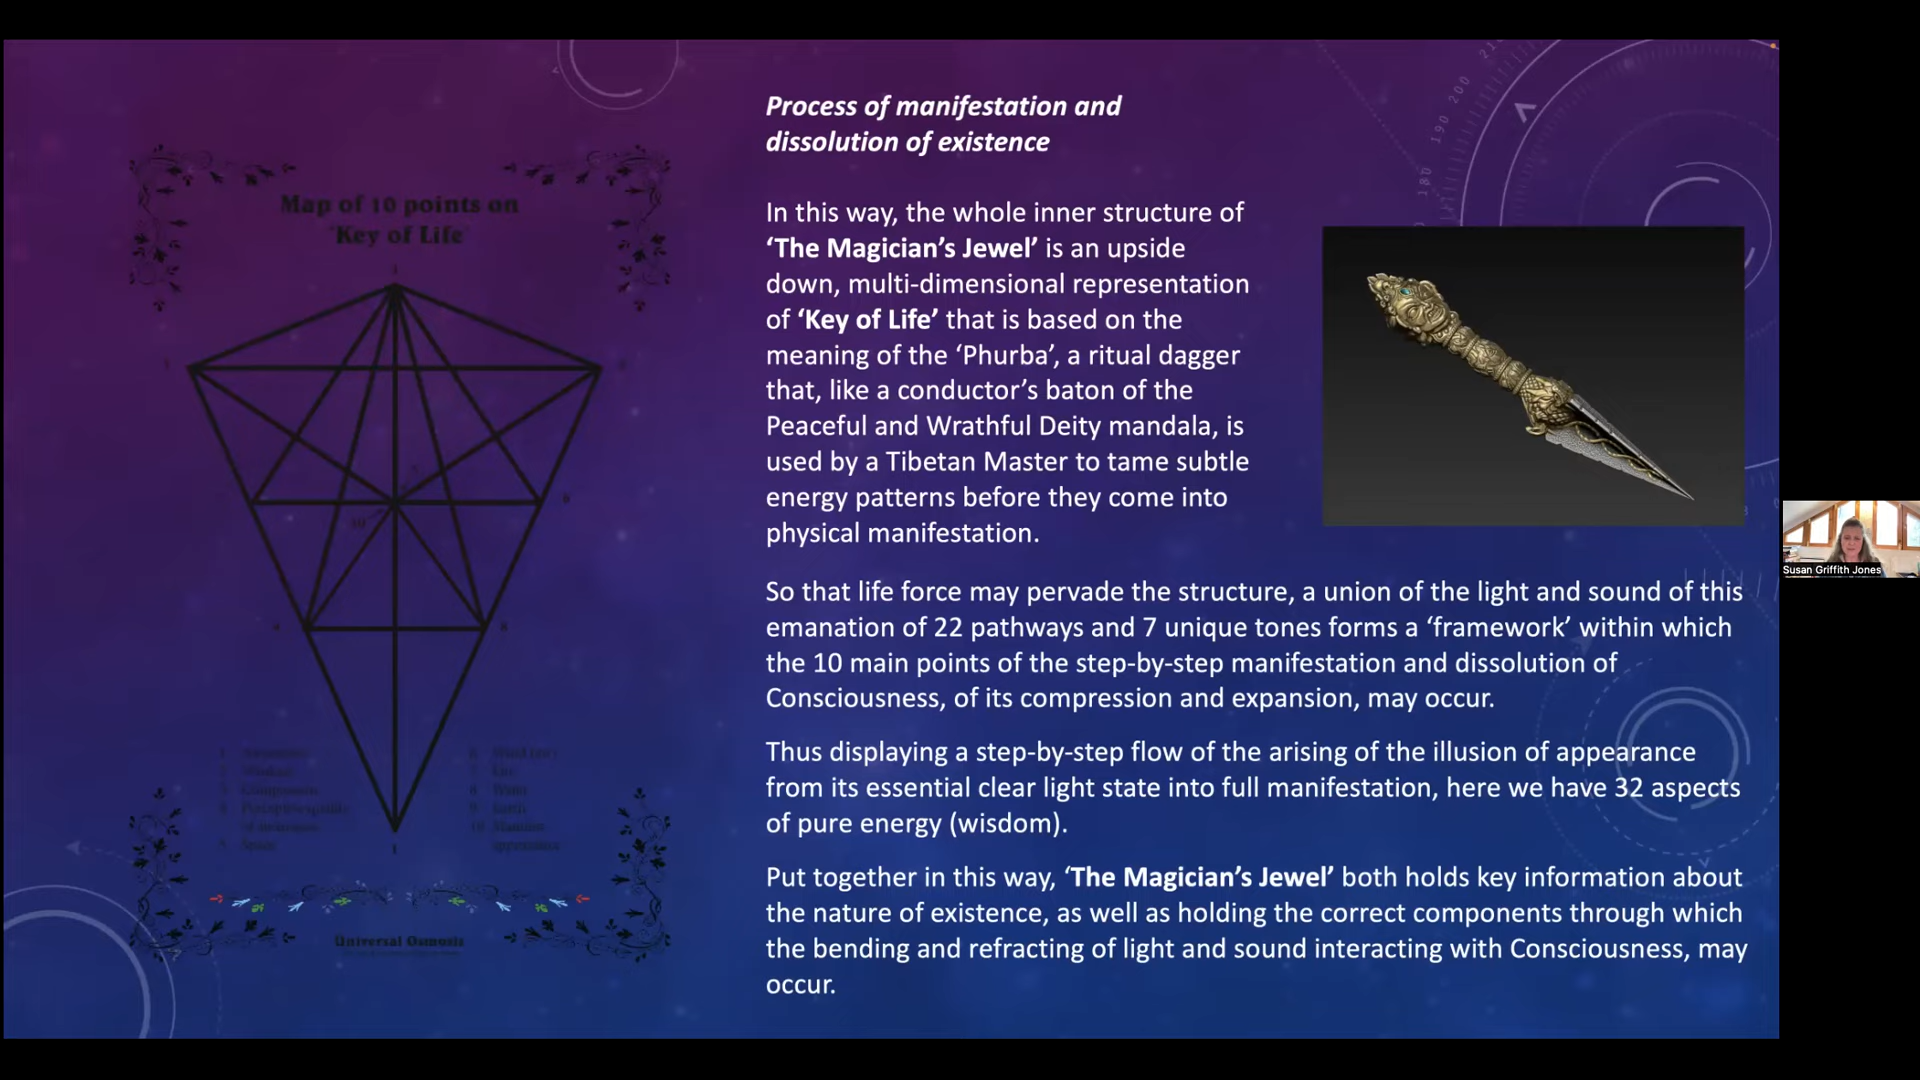 Map of 10 points on
'Key of Life'
Universal Osmosis
Process of manifestation and
dissolution of existence
In this way, the whole inner structure of
‘The Magician’s Jewel’ is an upside
down, multi-dimensional representation
of ‘Key of Life’ that is based on the
meaning of the ‘Phurba’, a ritual dagger
that, like a conductor’s baton of the
Peaceful and Wrathful Deity mandala, is
used by a Tibetan Master to tame subtle
energy patterns before they come into
physical manifestation.
So that life force may pervade the structure, a union of the light and sound of this
emanation of 22 pathways and 7 unique tones forms a ‘framework’ within which
the 10 main points of the step-by-step manifestation and dissolution of
Consciousness, of its compression and expansion, may occur.
Thus displaying a step-by-step flow of the arising of the illusion of appearance
from its essential clear light state into full manifestation, here we have 32 aspects
of pure energy (wisdom).
Put together in this way, ‘The Magician’s Jewel’ both holds key information about
the nature of existence, as well as holding the correct components through which
the bending and refracting of light and sound interacting with Consciousness, may
occur.
180
190
200
210
Susan Griffith Jones